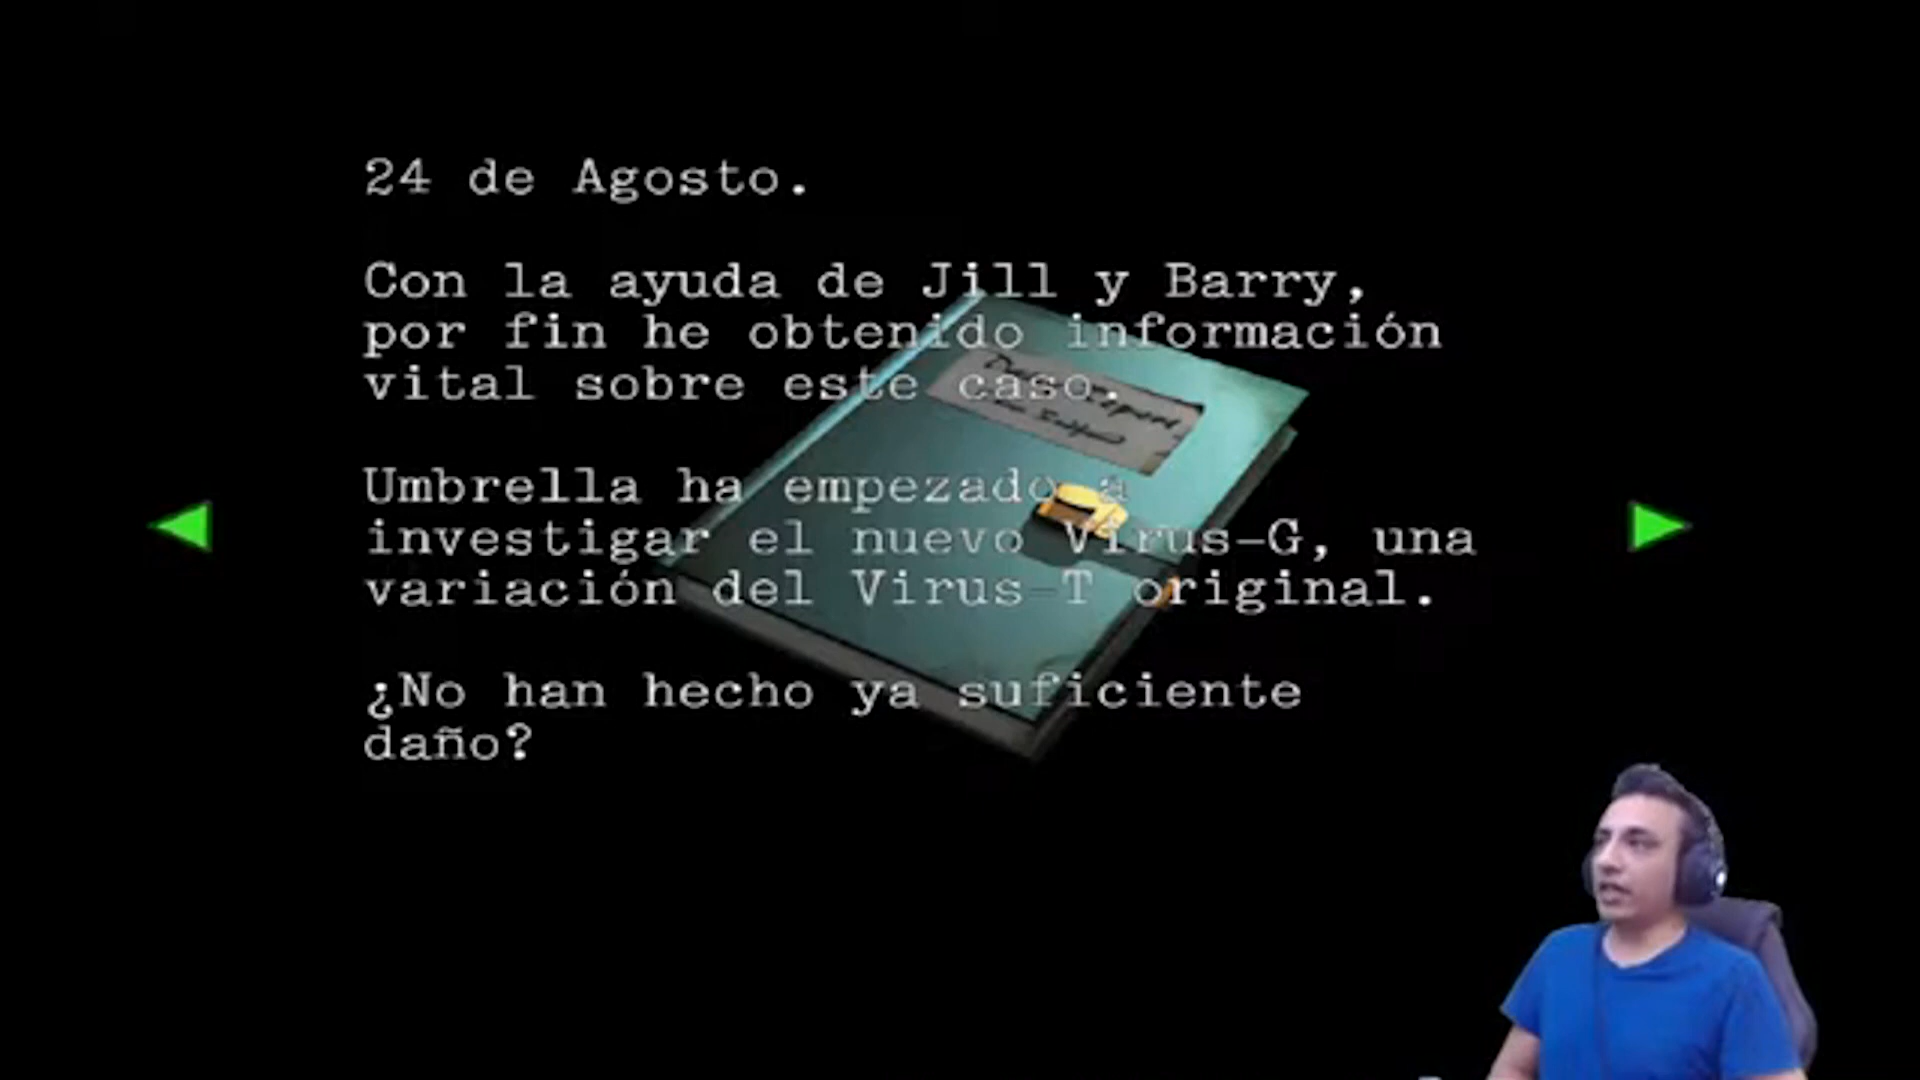 24 de Agosto.
Con la ayuda de Jill y Barry,
por fin he obtenido información
vital sobre este caso.
Umbrella ha empezado a
investigar el nuevo Virus-G, una
variación del Virus-T original.
¿No han hecho ya suficiente
daño?